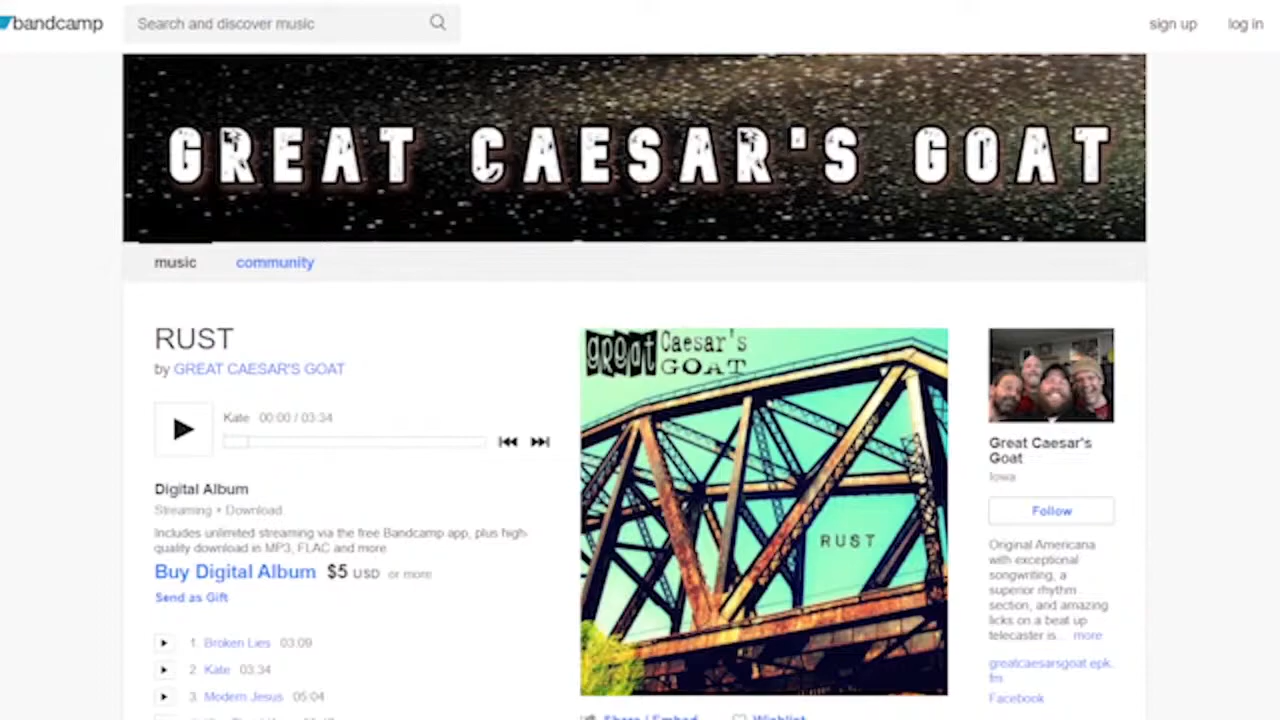 bandcamp
Search and discover music
sign up
log in
GREAT CAESAR'S GOAT
music
community
RUST
by GREAT CAESAR'S GOAT
Kate 00:00 / 03:34
Digital Album
Streaming + Download
Includes unlimited streaming via the free Bandcamp app, plus high-
quality download in MP3, FLAC and more
Buy Digital Album $5 USD or more
Send as Gift
1. Broken Lies 03:09
2. Kate 03:34
3. Modern Jesus 05:04
great Caesar's
GOAT
RUST
Share / Embed
Wishlist
Great Caesar's
Goat
Iowa
Follow
Original Americana
with exceptional
songwriting, a
superior rhythm
section, and amazing
licks on a beat up
telecaster is... more
greatcaesarsgoat.epk.
fm
Facebook